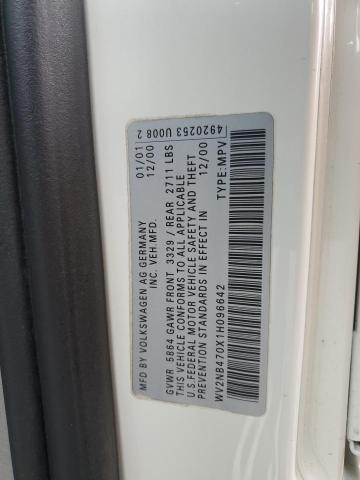 MFD BY VOLKSWAGEN AG GERMANY 01/01
INC. VEH.MFD. 12/00
GVWR 5864 GAWR FRONT 3329 / REAR 2711 LBS
THIS VEHICLE CONFORMS TO ALL APPLICABLE
U.S.FEDERAL MOTOR VEHICLE SAFETY AND THEFT
PREVENTION STANDARDS IN EFFECT IN 12/00
WV2NB470X1H096642 TYPE:MPV
4920253 U008 2